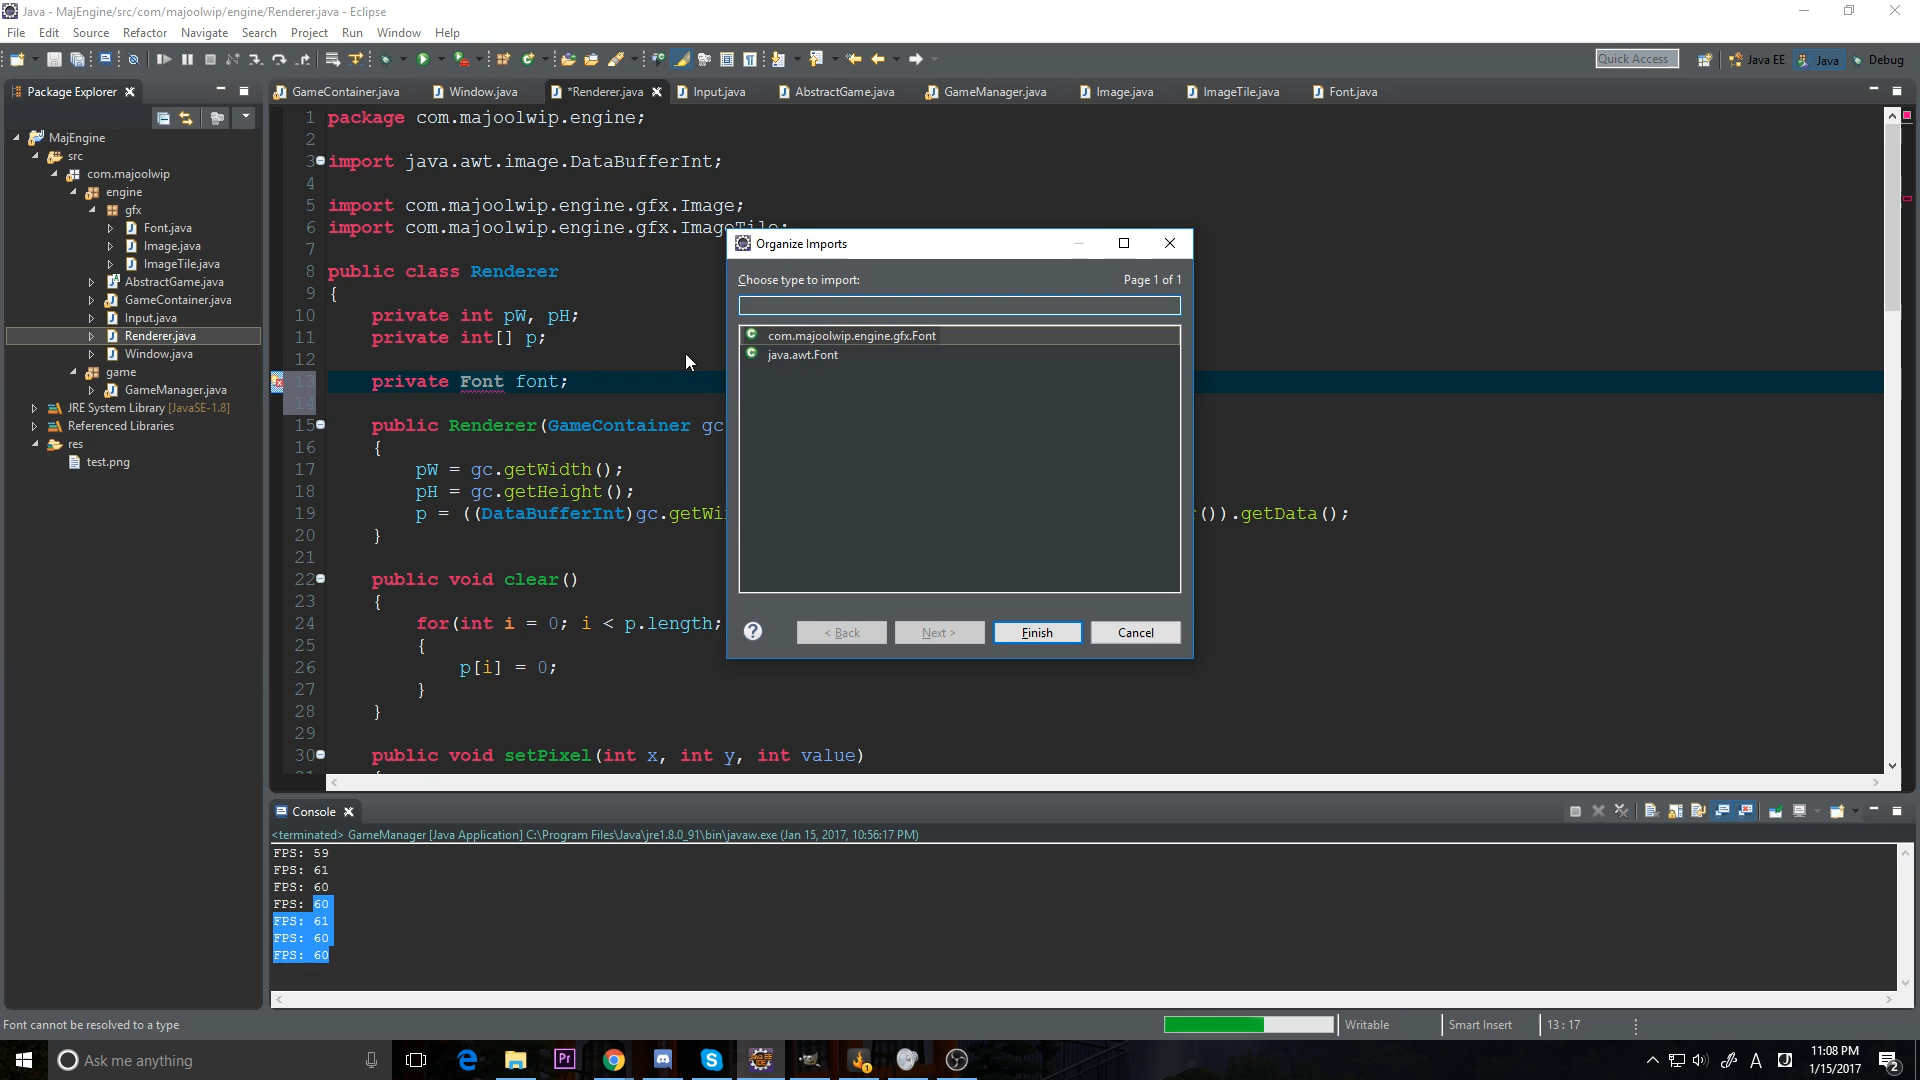 Java - MajEngine/src/com/majoolwip/engine/Renderer.java - Eclipse
File Edit Source Refactor Navigate Search Project Run Window Help
Quick Access Java EE Java Debug
Package Explorer
GameContainer.java Window.java *Renderer.java Input.java AbstractGame.java GameManager.java Image.java ImageTile.java Font.java
MajEngine
src
com.majoolwip
engine
gfx
Font.java
Image.java
ImageTile.java
AbstractGame.java
GameContainer.java
Input.java
Renderer.java
Window.java
game
GameManager.java
JRE System Library [JavaSE-1.8]
Referenced Libraries
res
test.png
1 package com.majoolwip.engine;
2
3 import java.awt.image.DataBufferInt;
4
5 import com.majoolwip.engine.gfx.Image;
6 import com.majoolwip.engine.gfx.ImageTile;
7
8 public class Renderer
9 {
10 private int pW, pH;
11 private int[] p;
12
13 private Font font;
14
15 public Renderer(GameContainer gc
16 {
17 pW = gc.getWidth();
18 pH = gc.getHeight();
19 p = ((DataBufferInt)gc.getWi ()).getData();
20 }
21
22 public void clear()
23 {
24 for(int i = 0; i < p.length;
25 {
26 p[i] = 0;
27 }
28 }
29
30 public void setPixel(int x, int y, int value)
Organize Imports
Choose type to import: Page 1 of 1
com.majoolwip.engine.gfx.Font
java.awt.Font
< Back Next > Finish Cancel
Console
<terminated> GameManager [Java Application] C:\Program Files\Java\jre1.8.0_91\bin\javaw.exe (Jan 15, 2017, 10:56:17 PM)
FPS: 59
FPS: 61
FPS: 60
FPS: 60
FPS: 61
FPS: 60
FPS: 60
Font cannot be resolved to a type Writable Smart Insert 13 : 17
Ask me anything
11:08 PM
1/15/2017
2